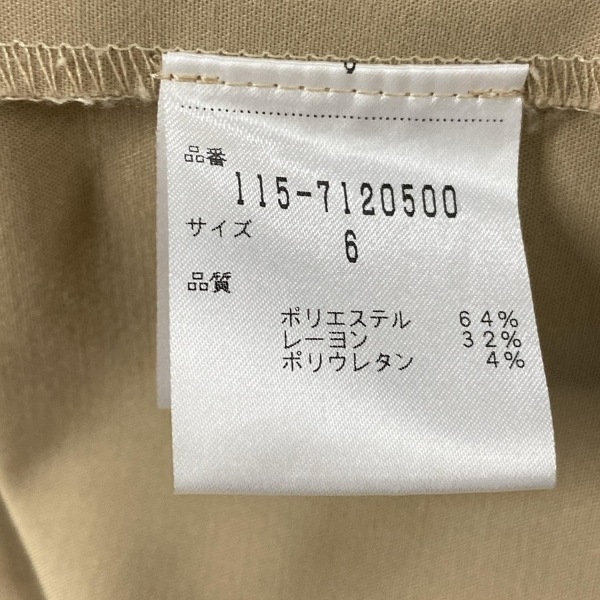 品番
115-7120500
サイズ
6
品質
ポリエステル 64%
レーヨン 32%
ポリウレタン 4%